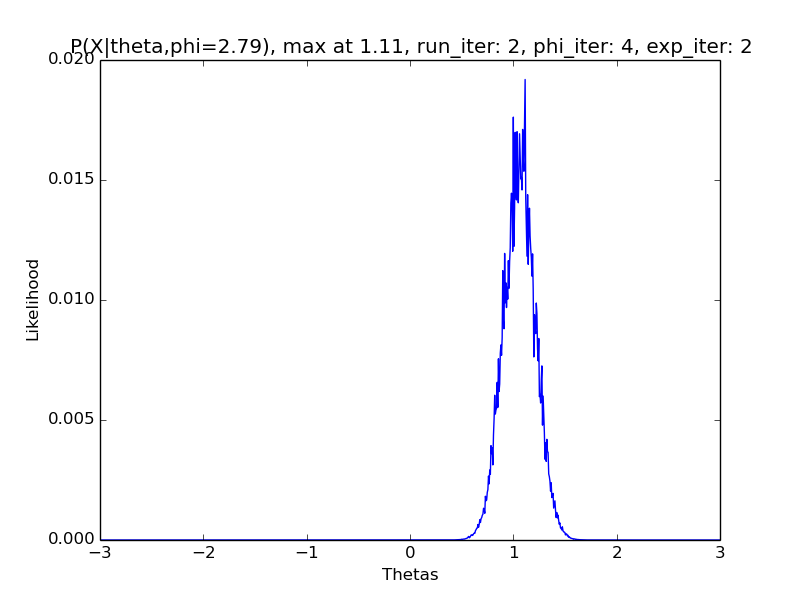 P(X|theta,phi=2.79), max at 1.11, run_iter: 2, phi_iter: 4, exp_iter: 2
0.020
0.015
0.010
0.005
0.000
Likelihood
−3 −2 −1 0 1 2 3
Thetas